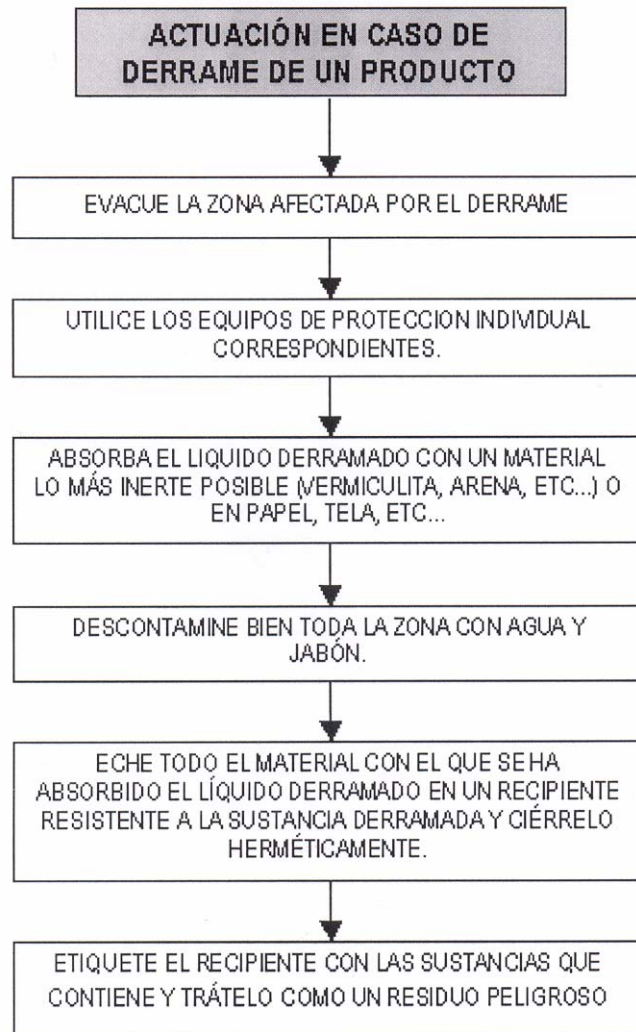 ACTUACIÓN EN CASO DE
DERRAME DE UN PRODUCTO
EVACUE LA ZONA AFECTADA POR EL DERRAME
UTILICE LOS EQUIPOS DE PROTECCION INDIVIDUAL
CORRESPONDIENTES.
ABSORBA EL LIQUIDO DERRAMADO CON UN MATERIAL
LO MÁS INERTE POSIBLE (VERMICULITA, ARENA, ETC...) O
EN PAPEL, TELA, ETC...
DESCONTAMINE BIEN TODA LA ZONA CON AGUA Y
JABÓN.
ECHE TODO EL MATERIAL CON EL QUE SE HA
ABSORBIDO EL LÍQUIDO DERRAMADO EN UN RECIPIENTE
RESISTENTE A LA SUSTANCIA DERRAMADA Y CIÉRRELO
HERMÉTICAMENTE.
ETIQUETE EL RECIPIENTE CON LAS SUSTANCIAS QUE
CONTIENE Y TRÁTELO COMO UN RESIDUO PELIGROSO